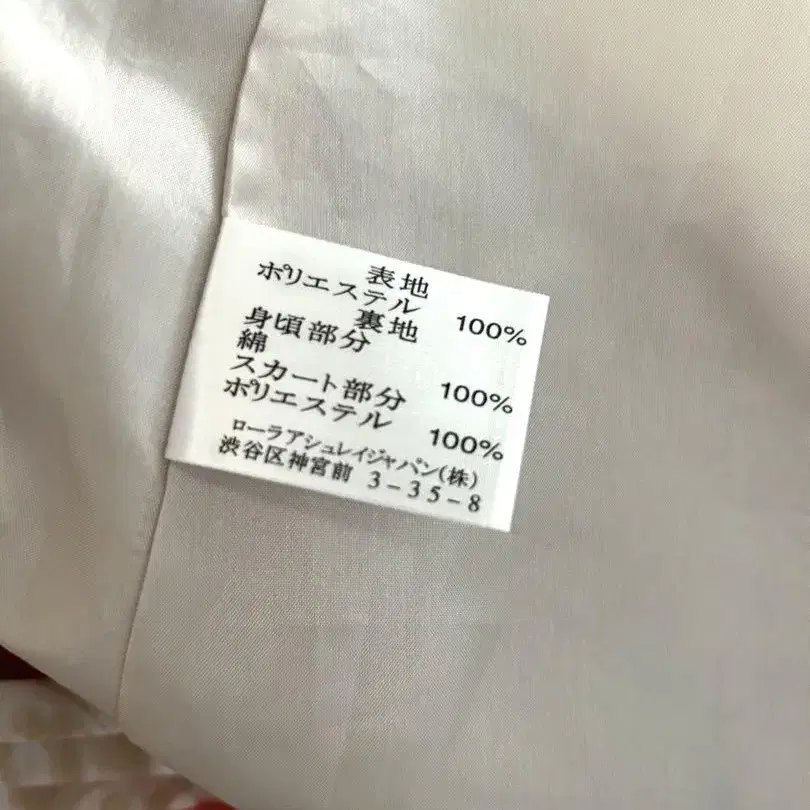 表地
ポリエステル 100%
裏地
身頃部分
綿 100%
スカート部分
ポリエステル 100%
ローラアシュレイジャパン(株)
渋谷区神宮前 3-35-8